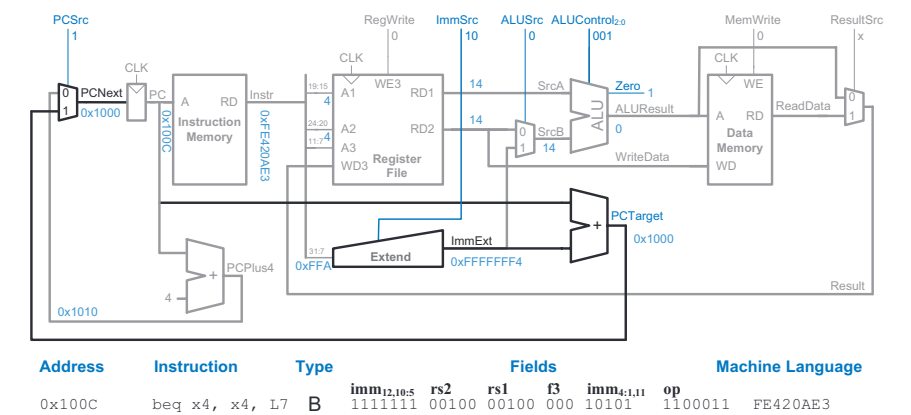 PCSrc RegWrite ImmSrc ALUSrc ALUControl2:0 MemWrite ResultSrc
1 0 10 0 001 0 x
CLK CLK CLK
0 PCNext PC Instr 19:15 A1 WE3 RD1 14 SrcA Zero 1 WE 0
1 0x1000 A RD 4 ALUResult ReadData
0x100C Instruction Memory 0xFE420AE3 24:20 4 A2 RD2 14 0 SrcB ALU 0 A RD 1
11:7 A3 1 14 Data Memory
WD3 Register File WriteData WD
PCTarget
+ 0x1000
31:7 ImmExt
0xFFA Extend 0xFFFFFFF4
+ PCPlus4
4 Result
0x1010
Address Instruction Type Fields Machine Language
imm12,10:5 rs2 rs1 f3 imm4:1,11 op
0x100C beq x4, x4, L7 B 1111111 00100 00100 000 10101 1100011 FE420AE3